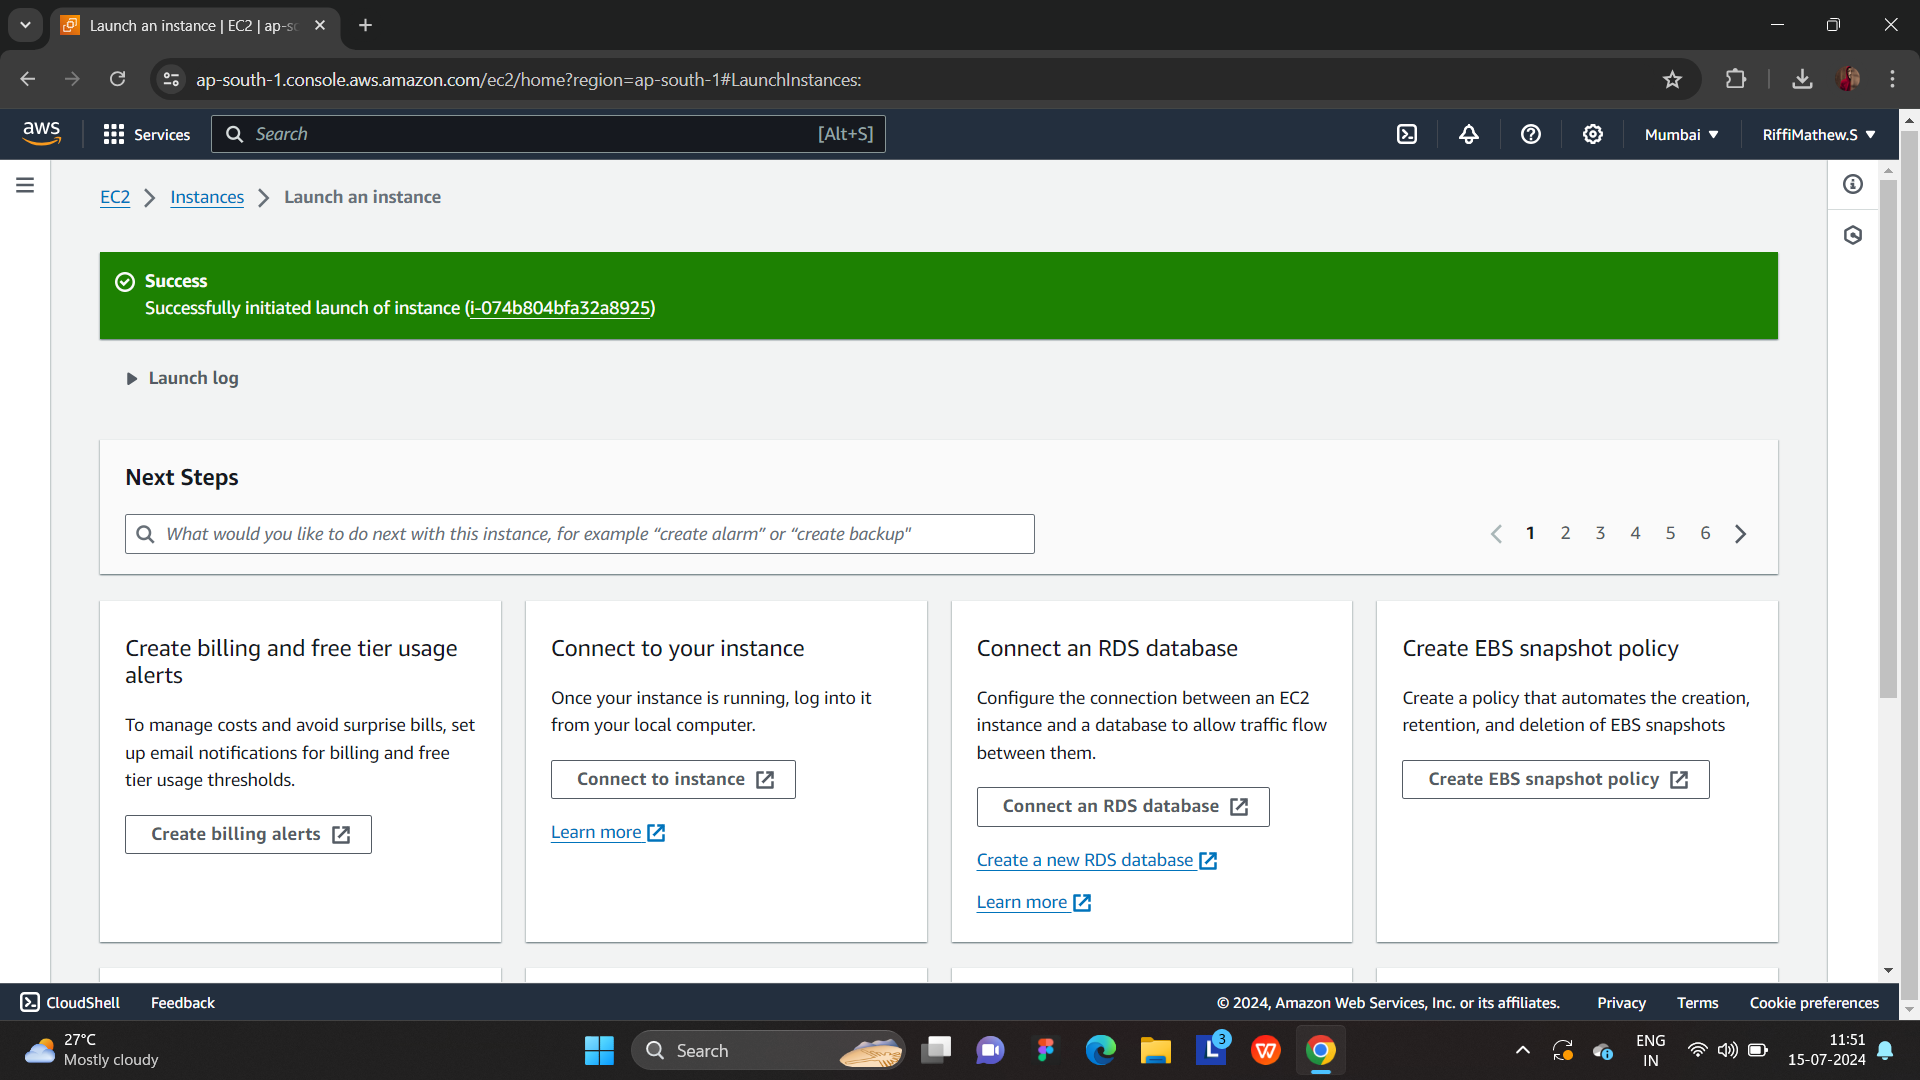 Launch an instance | EC2 | ap-so
ap-south-1.console.aws.amazon.com/ec2/home?region=ap-south-1#LaunchInstances:
aws
Services
Search
[Alt+S]
Mumbai
RiffiMathew.S
EC2
Instances
Launch an instance
Success
Successfully initiated launch of instance (i-074b804bfa32a8925)
Launch log
Next Steps
What would you like to do next with this instance, for example “create alarm” or “create backup"
1 2 3 4 5 6
Create billing and free tier usage
alerts
To manage costs and avoid surprise bills, set
up email notifications for billing and free
tier usage thresholds.
Create billing alerts
Connect to your instance
Once your instance is running, log into it
from your local computer.
Connect to instance
Learn more
Connect an RDS database
Configure the connection between an EC2
instance and a database to allow traffic flow
between them.
Connect an RDS database
Create a new RDS database
Learn more
Create EBS snapshot policy
Create a policy that automates the creation,
retention, and deletion of EBS snapshots
Create EBS snapshot policy
CloudShell
Feedback
© 2024, Amazon Web Services, Inc. or its affiliates.
Privacy
Terms
Cookie preferences
27°C
Mostly cloudy
Search
L
3
W
ENG
IN
11:51
15-07-2024